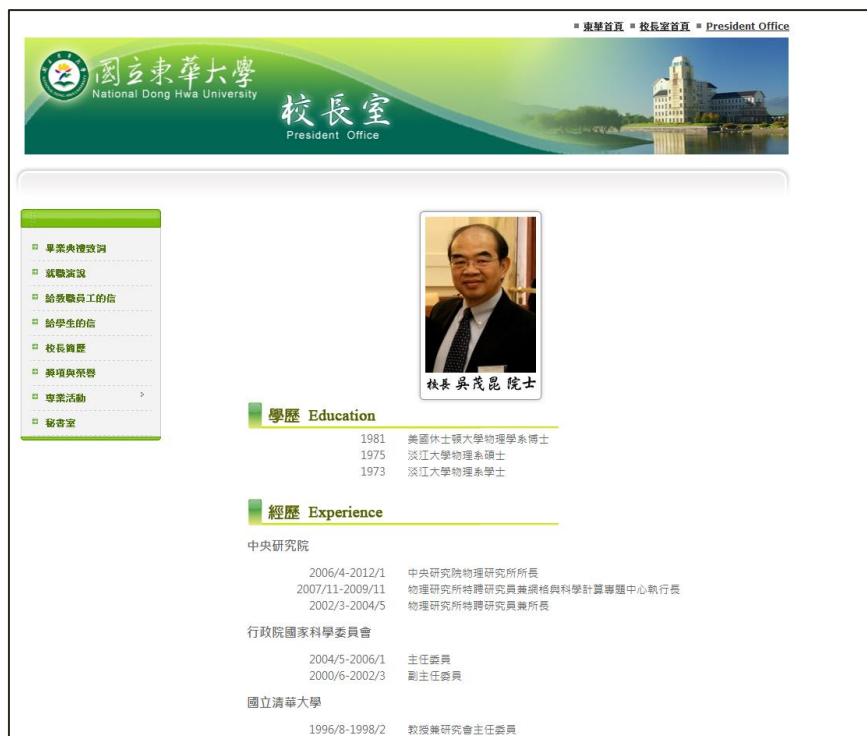 東華首頁 校長室首頁 President Office
國立東華大學
National Dong Hwa University
校長室
President Office
畢業典禮致詞
就職演說
給教職員工的信
給學生的信
校長簡歷
獎項與榮譽
專業活動
秘書室
校長 吳茂昆 院士
學歷 Education
1981 美國休士頓大學物理學系博士
1975 淡江大學物理系碩士
1973 淡江大學物理系學士
經歷 Experience
中央研究院
2006/4-2012/1 中央研究院物理研究所所長
2007/11-2009/11 物理研究所特聘研究員兼網格與科學計算專題中心執行長
2002/3-2004/5 物理研究所特聘研究員兼所長
行政院國家科學委員會
2004/5-2006/1 主任委員
2000/6-2002/3 副主任委員
國立清華大學
1996/8-1998/2 教授兼研究會主任委員